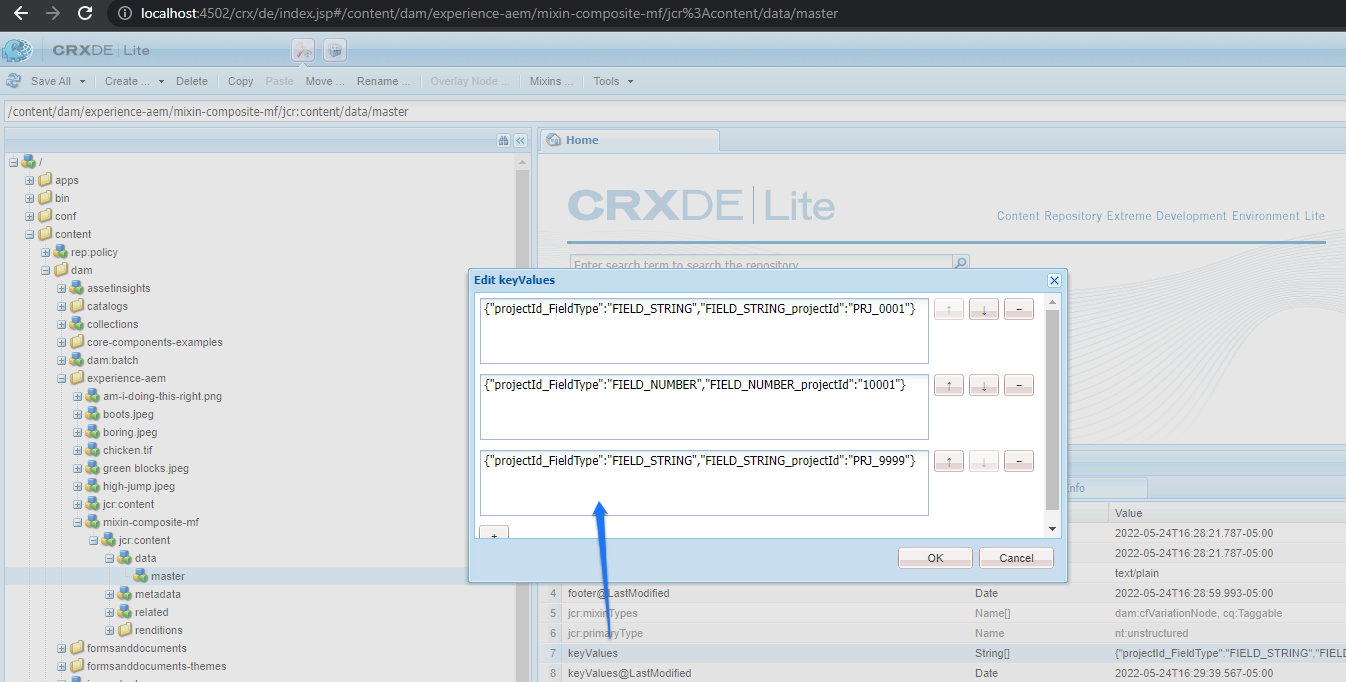 localhost:4502/crx/de/index.jsp#/content/dam/experience-aem/mixin-composite-mf/jcr%3Acontent/data/master
CRXDE | Lite
Save All Create ... Delete Copy Paste Move ... Rename ... Overlay Node ... Mixins ... Tools
/content/dam/experience-aem/mixin-composite-mf/jcr:content/data/master
/
apps
bin
conf
content
rep:policy
dam
assetinsights
catalogs
collections
core-components-examples
dam:batch
experience-aem
am-i-doing-this-right.png
boots.jpeg
boring.jpeg
chicken.tif
green blocks.jpeg
high-jump.jpeg
jcr:content
mixin-composite-mf
jcr:content
data
master
metadata
related
renditions
formsanddocuments
formsanddocuments-themes
Home
CRXDE | Lite
Content Repository Extreme Development Environment Lite
Enter search term to search the repository
Edit keyValues
{"projectId_FieldType":"FIELD_STRING","FIELD_STRING_projectId":"PRJ_0001"}
{"projectId_FieldType":"FIELD_NUMBER","FIELD_NUMBER_projectId":"10001"}
{"projectId_FieldType":"FIELD_STRING","FIELD_STRING_projectId":"PRJ_9999"}
OK Cancel
Info
Value
2022-05-24T16:28:21.787-05:00
2022-05-24T16:28:21.787-05:00
text/plain
4 footer@LastModified Date 2022-05-24T16:28:59.993-05:00
5 jcr:mixinTypes Name[] dam:cfVariationNode, cq:Taggable
6 jcr:primaryType Name nt:unstructured
7 keyValues String[] {"projectId_FieldType":"FIELD_STRING","FIEL
8 keyValues@LastModified Date 2022-05-24T16:29:39.567-05:00